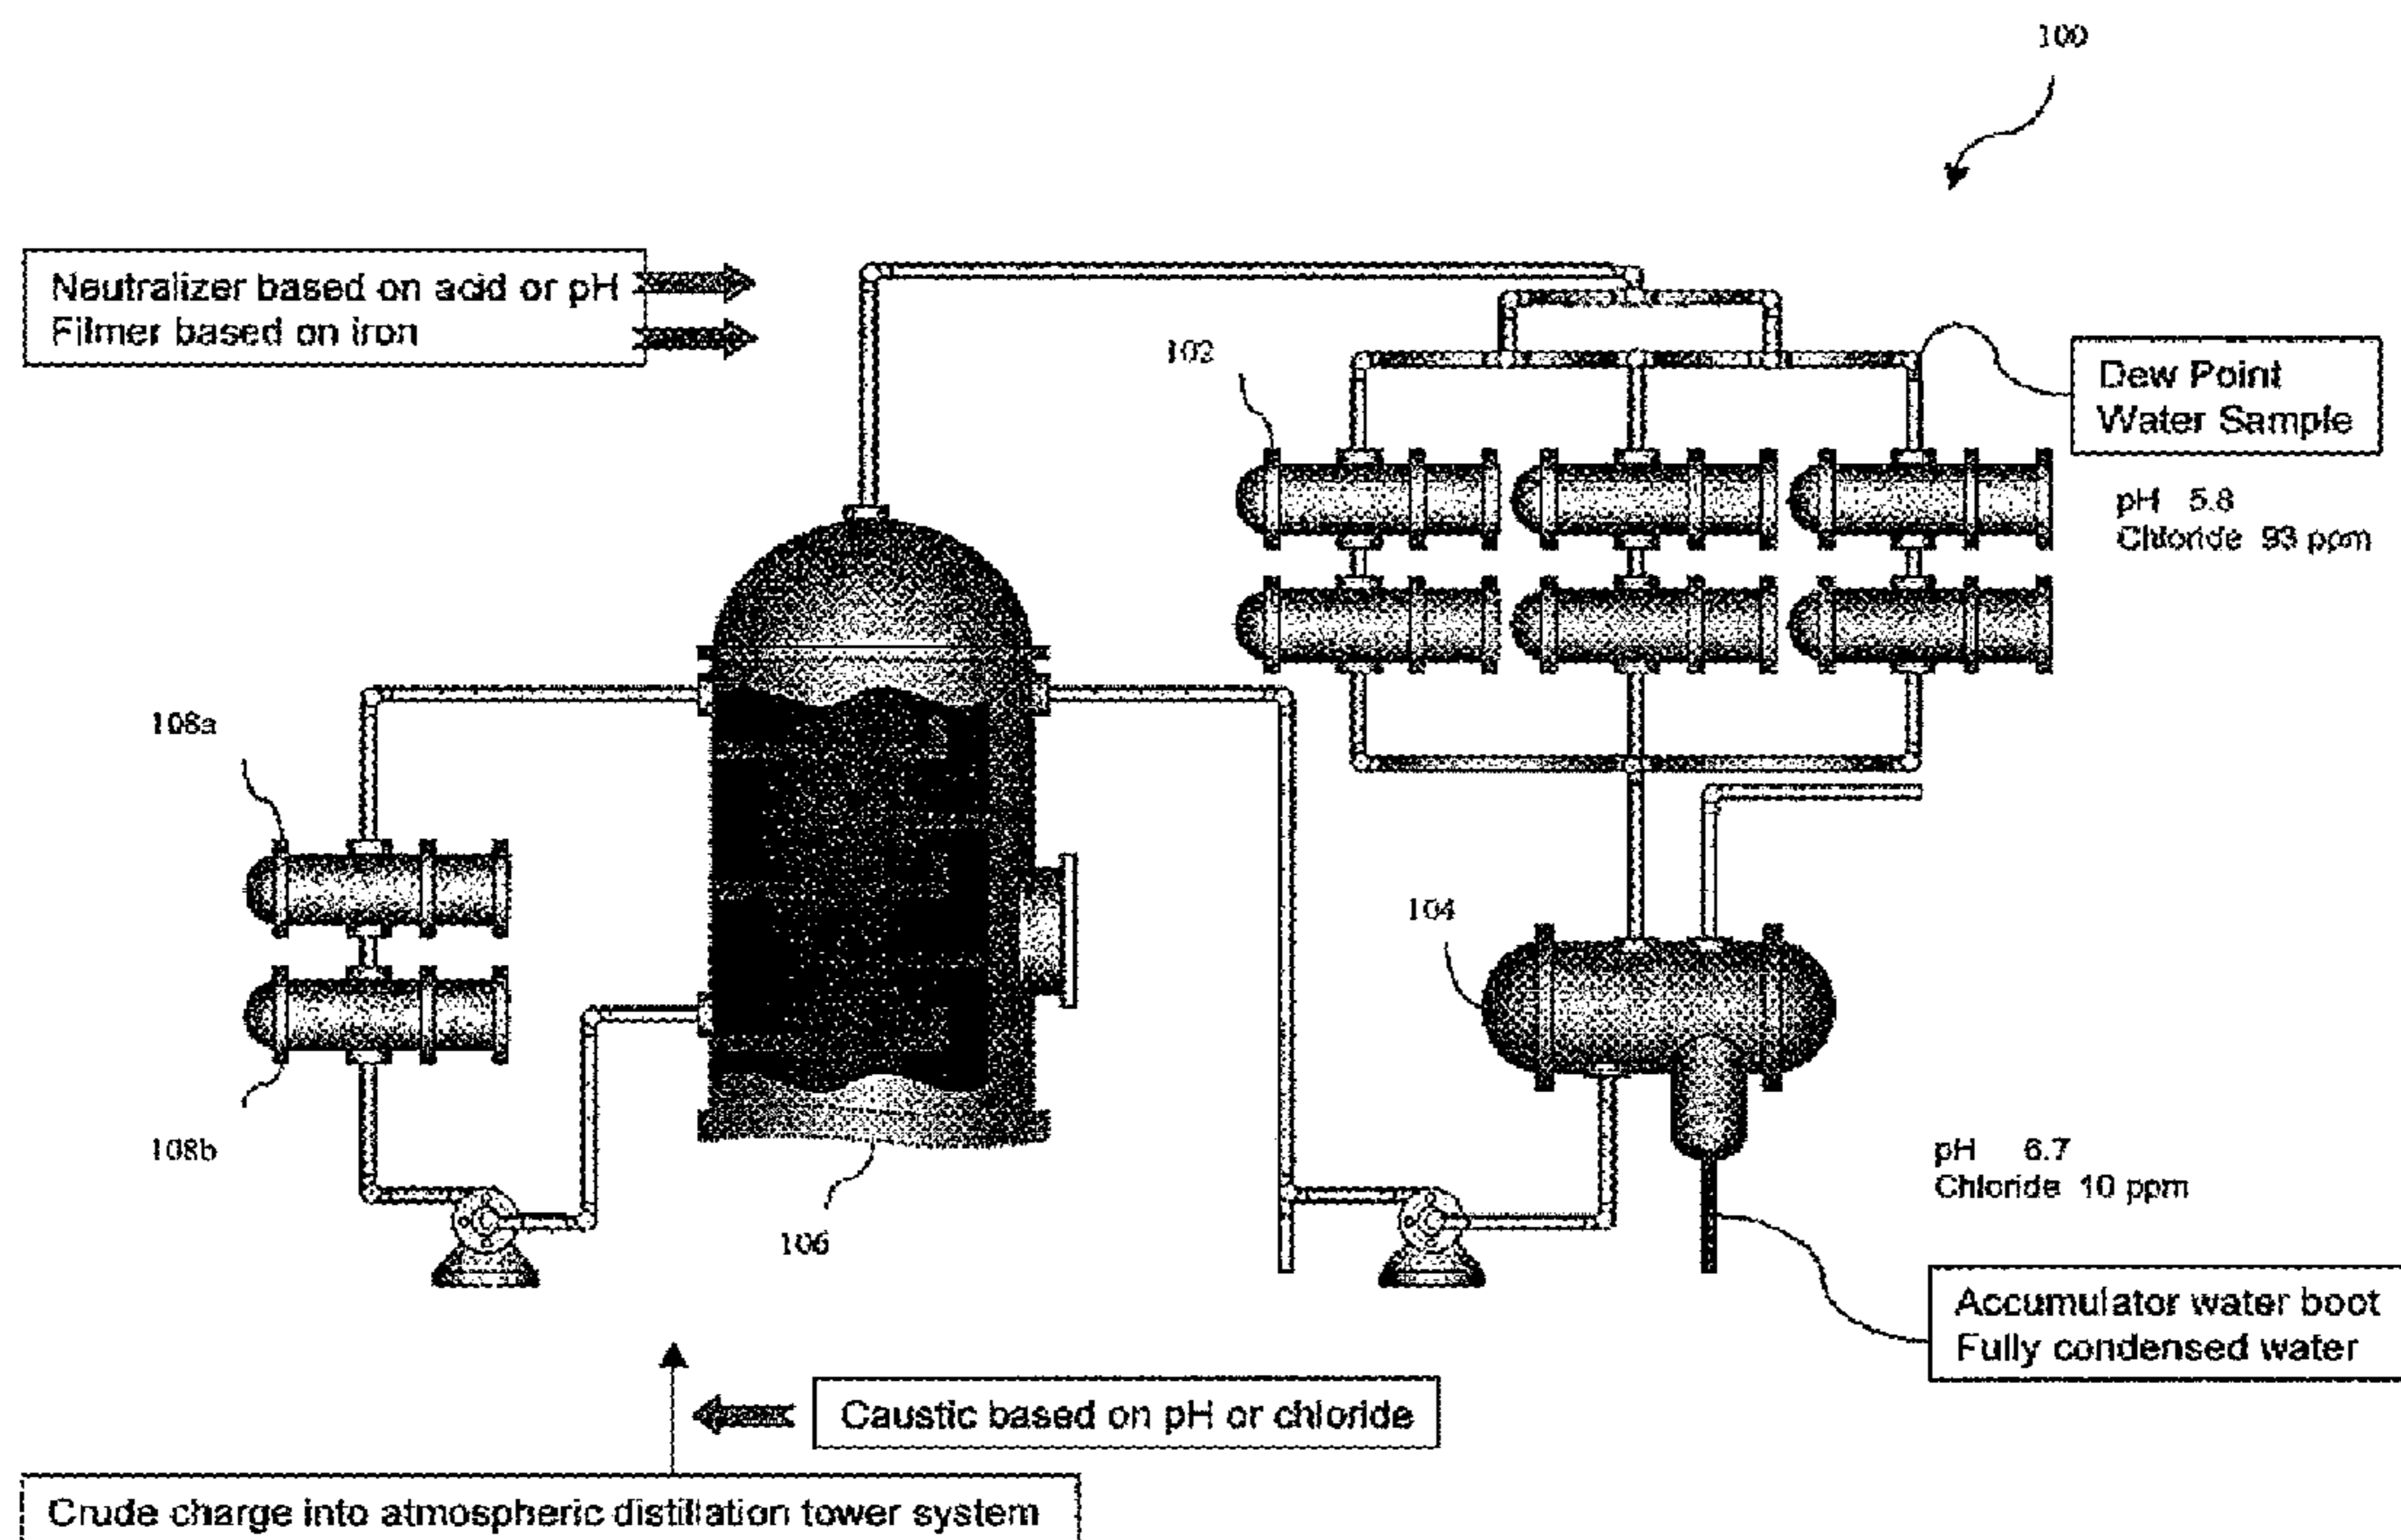 100
Neutralizer based on acid or pH
Filmer based on iron
102
Dew Point
Water Sample
pH 5.8
Chloride 93 ppm
108a
104
108b
106
pH 6.7
Chloride 10 ppm
Accumulator water boot
Fully condensed water
Caustic based on pH or chloride
Crude charge into atmospheric distillation tower system